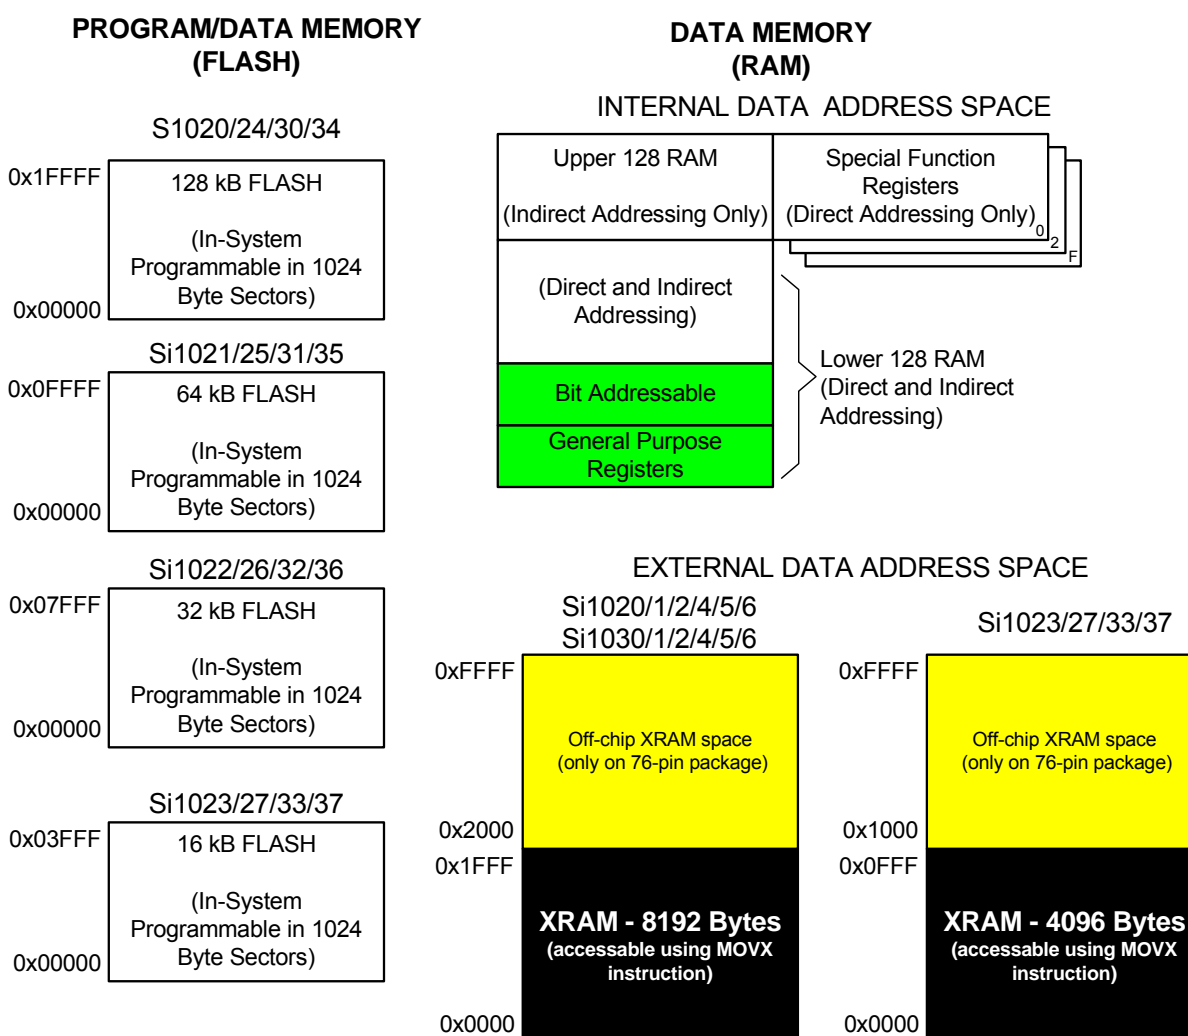 PROGRAM/DATA MEMORY
(FLASH)
S1020/24/30/34
0x1FFFF
128 kB FLASH
(In-System
Programmable in 1024
Byte Sectors)
0x00000
Si1021/25/31/35
0x0FFFF
64 kB FLASH
(In-System
Programmable in 1024
Byte Sectors)
0x00000
Si1022/26/32/36
0x07FFF
32 kB FLASH
(In-System
Programmable in 1024
Byte Sectors)
0x00000
Si1023/27/33/37
0x03FFF
16 kB FLASH
(In-System
Programmable in 1024
Byte Sectors)
0x00000
DATA MEMORY
(RAM)
INTERNAL DATA ADDRESS SPACE
Upper 128 RAM
(Indirect Addressing Only)
Special Function
Registers
(Direct Addressing Only)
0
2
F
(Direct and Indirect
Addressing)
Bit Addressable
General Purpose
Registers
Lower 128 RAM
(Direct and Indirect
Addressing)
EXTERNAL DATA ADDRESS SPACE
Si1020/1/2/4/5/6
Si1030/1/2/4/5/6
0xFFFF
Off-chip XRAM space
(only on 76-pin package)
0x2000
0x1FFF
XRAM - 8192 Bytes
(accessable using MOVX
instruction)
0x0000
Si1023/27/33/37
0xFFFF
Off-chip XRAM space
(only on 76-pin package)
0x1000
0x0FFF
XRAM - 4096 Bytes
(accessable using MOVX
instruction)
0x0000